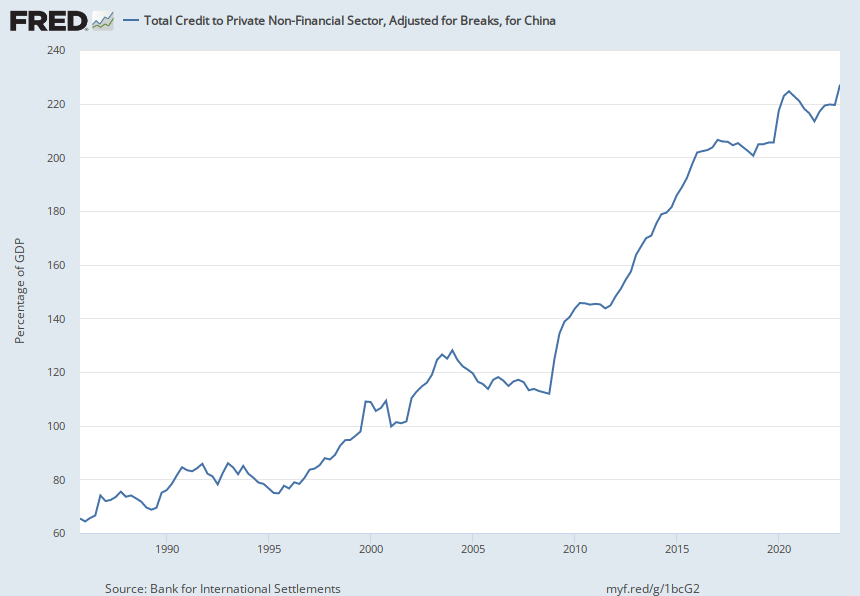 FRED
Total Credit to Private Non-Financial Sector, Adjusted for Breaks, for China
Percentage of GDP
240
220
200
180
160
140
120
100
80
60
1990 1995 2000 2005 2010 2015 2020
Source: Bank for International Settlements
myf.red/g/1bcG2